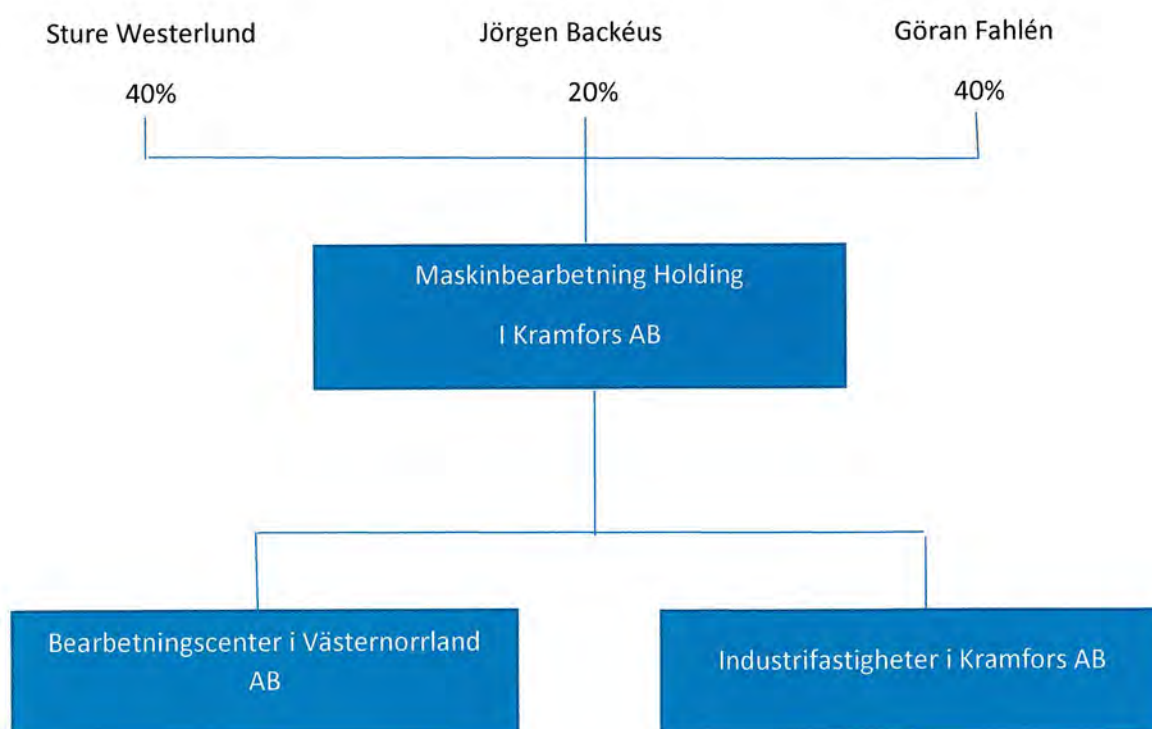 Sture Westerlund
Jörgen Backéus
Göran Fahlén
40%
20%
40%
Maskinbearbetning Holding
I Kramfors AB
Bearbetningscenter i Västernorrland
AB
Industrifastigheter i Kramfors AB